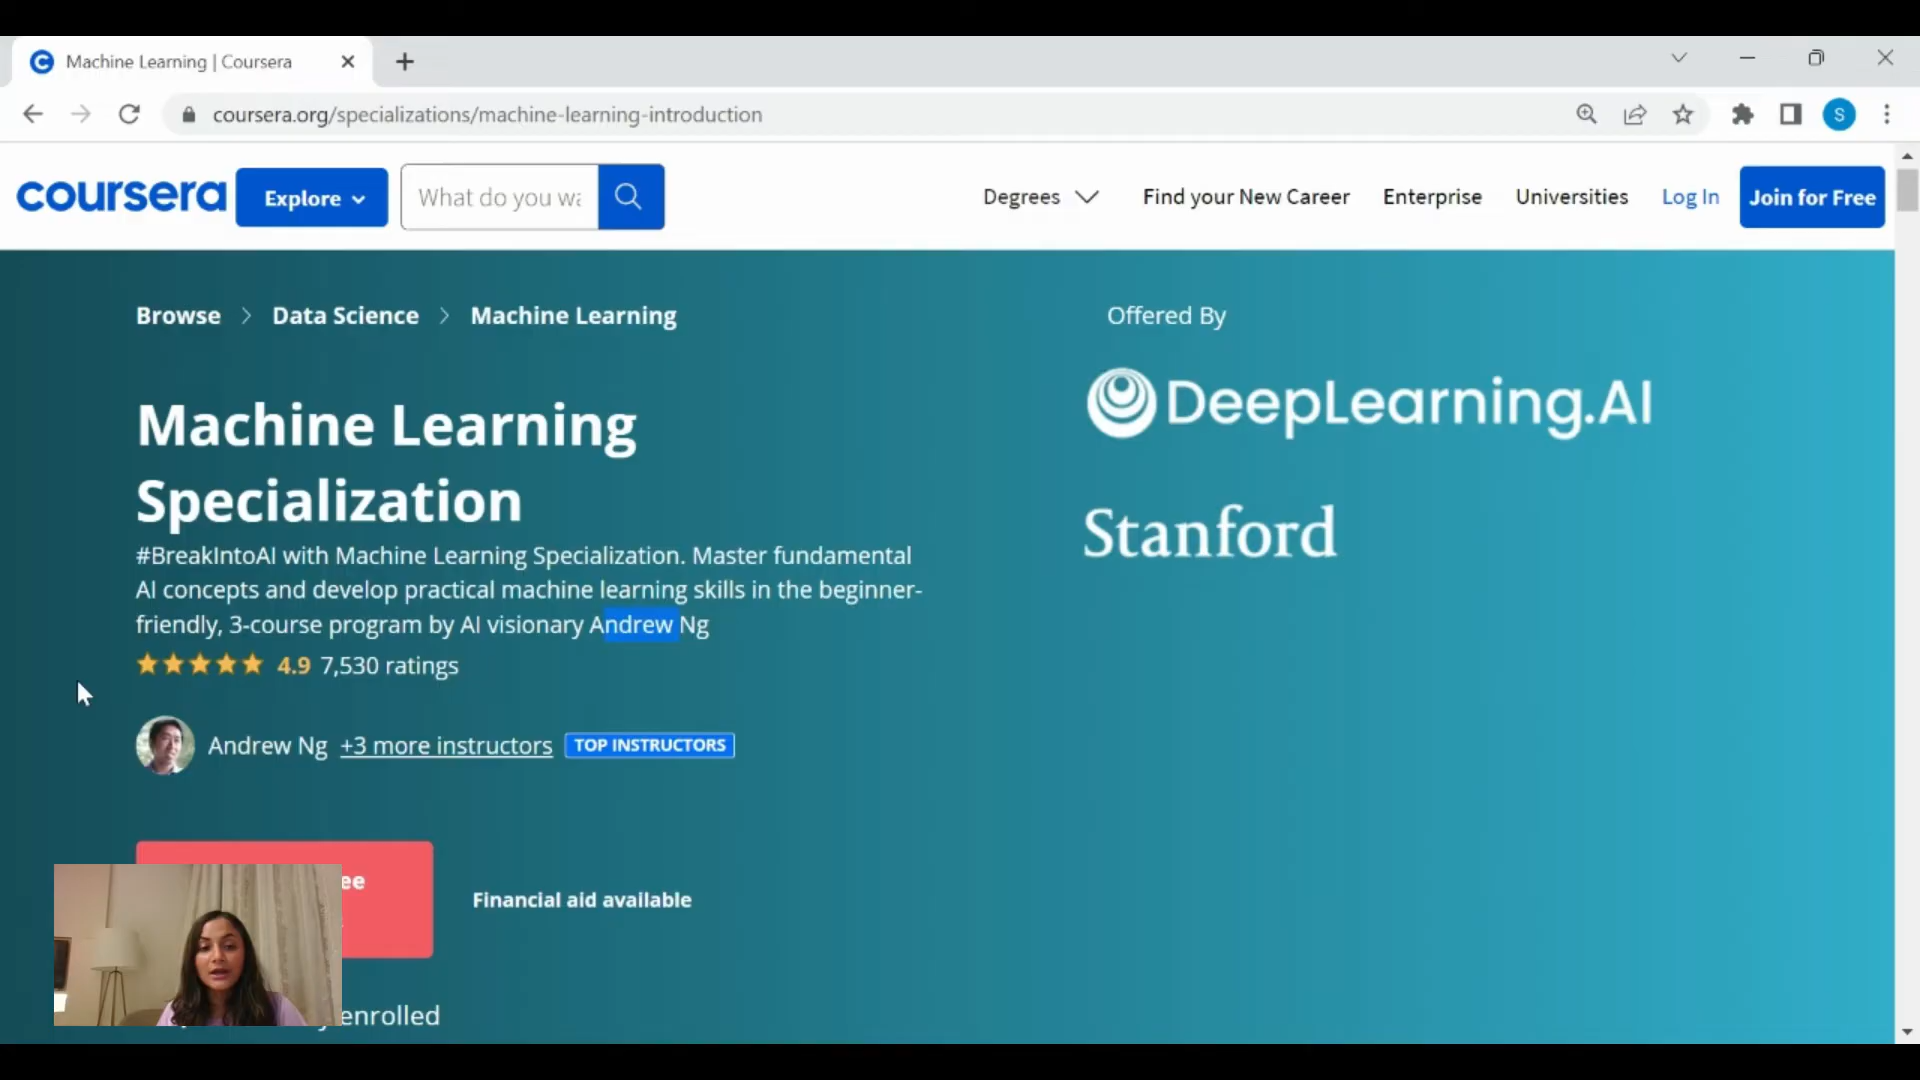 Machine Learning | Coursera
coursera.org/specializations/machine-learning-introduction
S
coursera
Explore
What do you wa
Degrees
Find your New Career
Enterprise
Universities
Log In
Join for Free
Browse > Data Science > Machine Learning
Offered By
DeepLearning.AI
Stanford
Machine Learning
Specialization
#BreakIntoAI with Machine Learning Specialization. Master fundamental
AI concepts and develop practical machine learning skills in the beginner-
friendly, 3-course program by AI visionary Andrew Ng
4.9 7,530 ratings
Andrew Ng +3 more instructors TOP INSTRUCTORS
ee
Financial aid available
enrolled